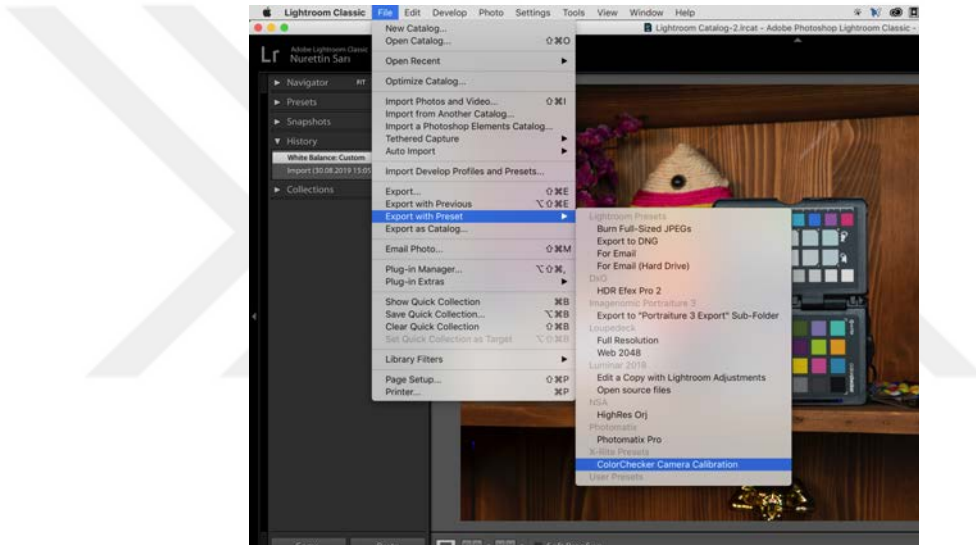 Lightroom Classic File Edit Develop Photo Settings Tools View Window Help
Lightroom Catalog-2.lrcat - Adobe Photoshop Lightroom Classic -
Lr Adobe Lightroom Classic
Nurettin Sarı
Navigator FIT
Presets
Snapshots
History
White Balance: Custom
Import (30.08.2019 15:05
Collections
New Catalog...
Open Catalog... ⇧⌘O
Open Recent
Optimize Catalog...
Import Photos and Video... ⇧⌘I
Import from Another Catalog...
Import a Photoshop Elements Catalog...
Tethered Capture
Auto Import
Import Develop Profiles and Presets...
Export... ⇧⌘E
Export with Previous ⌥⇧⌘E
Export with Preset
Export as Catalog...
Email Photo... ⇧⌘M
Plug-in Manager... ⌥⇧⌘,
Plug-in Extras
Show Quick Collection ⌘B
Save Quick Collection... ⌥⌘B
Clear Quick Collection ⇧⌘B
Set Quick Collection as Target ⌥⇧⌘B
Library Filters
Page Setup... ⇧⌘P
Printer... ⌘P
Lightroom Presets
Burn Full-Sized JPEGs
Export to DNG
For Email
For Email (Hard Drive)
DxO
HDR Efex Pro 2
Imagenomic Portraiture 3
Export to "Portraiture 3 Export" Sub-Folder
Loupedeck
Full Resolution
Web 2048
Luminar 2018
Edit a Copy with Lightroom Adjustments
Open source files
NSA
HighRes Orj
Photomatix
Photomatix Pro
X-Rite Presets
ColorChecker Camera Calibration
User Presets